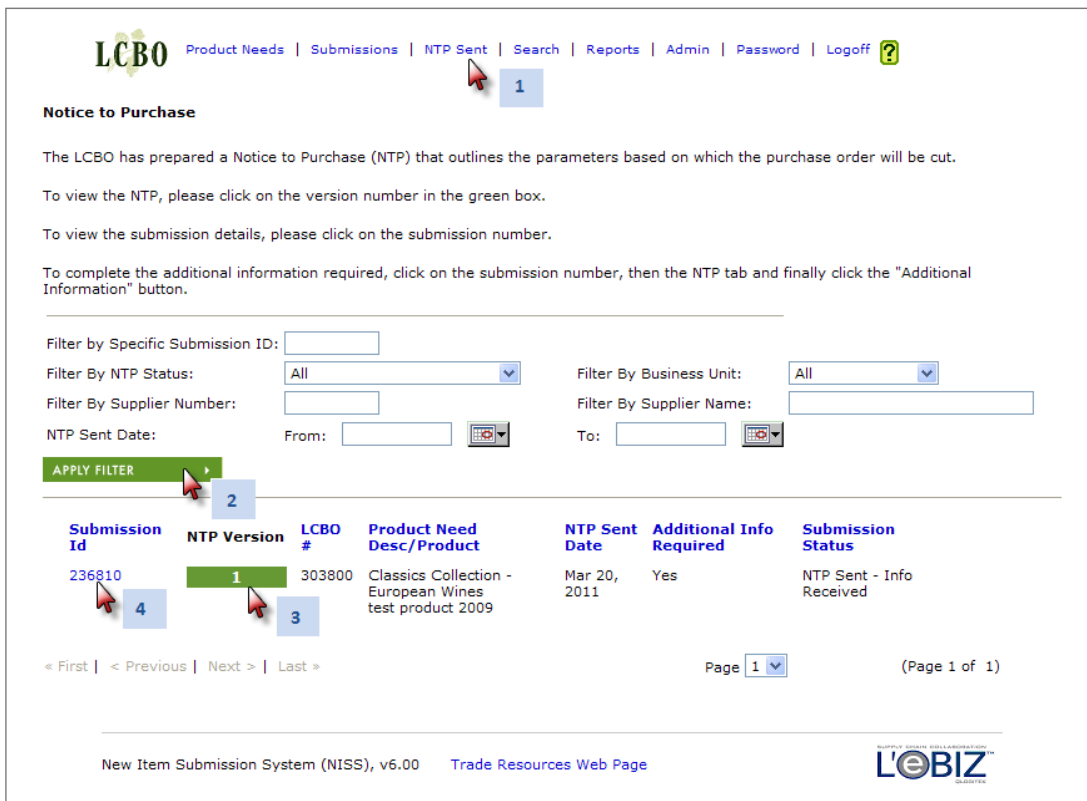 LCBO Product Needs | Submissions | NTP Sent | Search | Reports | Admin | Password | Logoff ?
1
Notice to Purchase
The LCBO has prepared a Notice to Purchase (NTP) that outlines the parameters based on which the purchase order will be cut.
To view the NTP, please click on the version number in the green box.
To view the submission details, please click on the submission number.
To complete the additional information required, click on the submission number, then the NTP tab and finally click the "Additional
Information" button.
Filter by Specific Submission ID:
Filter By NTP Status: All Filter By Business Unit: All
Filter By Supplier Number: Filter By Supplier Name:
NTP Sent Date: From: To:
APPLY FILTER
2
Submission NTP Version LCBO Product Need NTP Sent Additional Info Submission
Id # Desc/Product Date Required Status
236810 1 303800 Classics Collection - Mar 20, Yes NTP Sent - Info
European Wines 2011 Received
test product 2009
4 3
« First | < Previous | Next > | Last » Page 1 (Page 1 of 1)
New Item Submission System (NISS), v6.00 Trade Resources Web Page
SUPPLY CHAIN COLLABORATION
L'eBIZ™